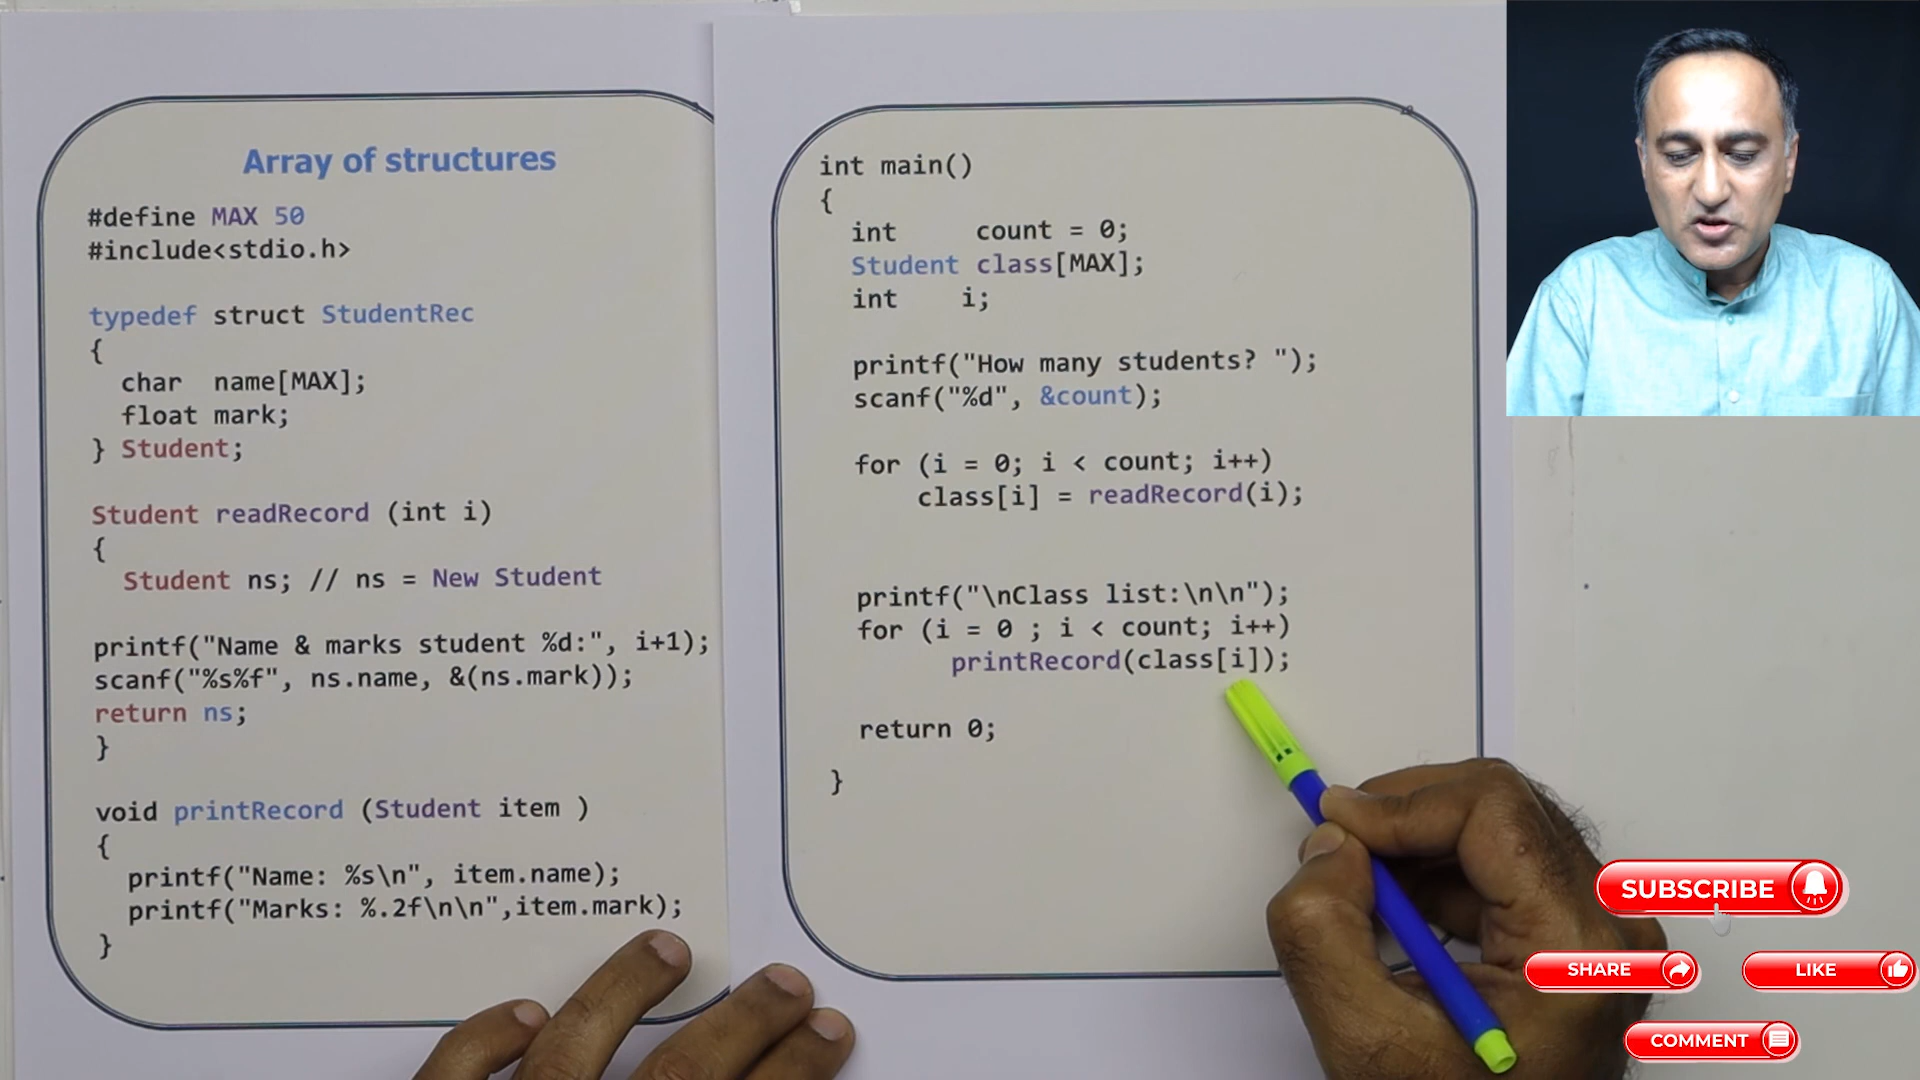 Array of structures
#define MAX 50
#include<stdio.h>
typedef struct StudentRec
{
char name[MAX];
float mark;
} Student;
Student readRecord (int i)
{
Student ns; // ns = New Student
printf("Name & marks student %d:", i+1);
scanf("%s%f", ns.name, &(ns.mark));
return ns;
}
void printRecord (Student item )
{
printf("Name: %s\n", item.name);
printf("Marks: %.2f\n\n",item.mark);
}
int main()
{
int count = 0;
Student class[MAX];
int i;
printf("How many students? ");
scanf("%d", &count);
for (i = 0; i < count; i++)
class[i] = readRecord(i);
printf("\nClass list:\n\n");
for (i = 0 ; i < count; i++)
printRecord(class[i]);
return 0;
}
SUBSCRIBE
SHARE
LIKE
COMMENT